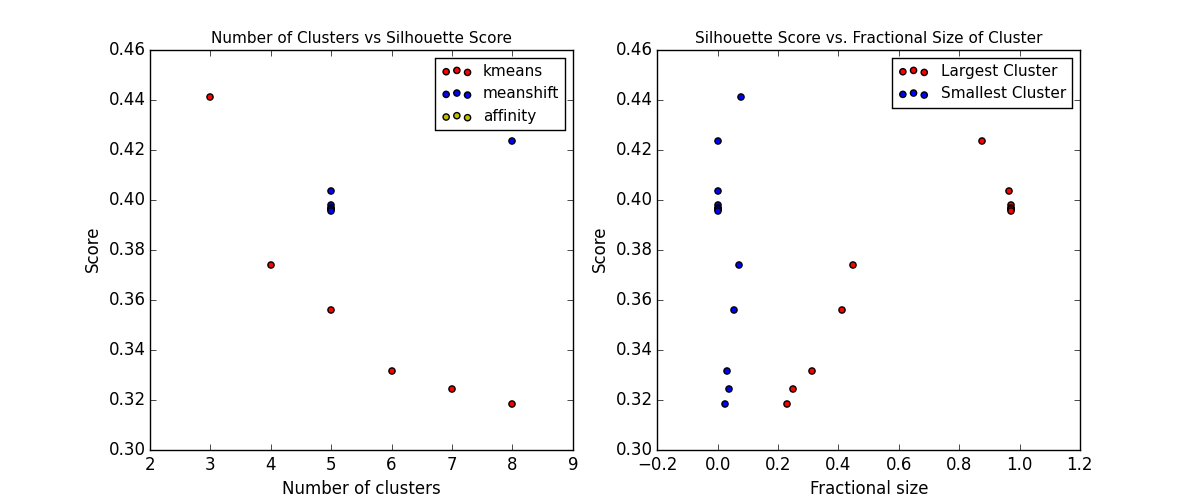 Number of Clusters vs Silhouette Score
0.46
0.44
0.42
0.40
0.38
0.36
0.34
0.32
0.30
Score
kmeans
meanshift
affinity
2 3 4 5 6 7 8 9
Number of clusters
Silhouette Score vs. Fractional Size of Cluster
0.46
0.44
0.42
0.40
0.38
0.36
0.34
0.32
0.30
Score
Largest Cluster
Smallest Cluster
−0.2 0.0 0.2 0.4 0.6 0.8 1.0 1.2
Fractional size